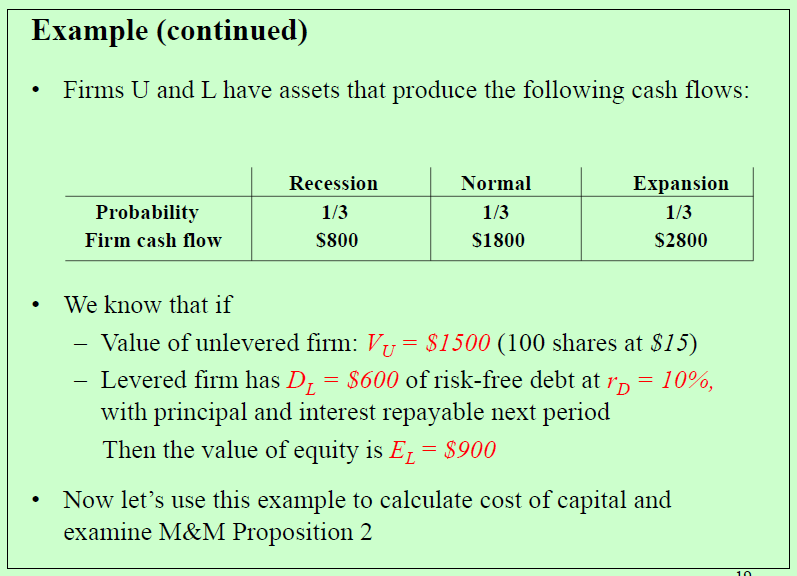 Example (continued)
• Firms U and L have assets that produce the following cash flows:
Recession Normal Expansion
Probability 1/3 1/3 1/3
Firm cash flow $800 $1800 $2800
• We know that if
– Value of unlevered firm: V_U = $1500 (100 shares at $15)
– Levered firm has D_L = $600 of risk-free debt at r_D = 10%,
with principal and interest repayable next period
Then the value of equity is E_L = $900
• Now let’s use this example to calculate cost of capital and
examine M&M Proposition 2